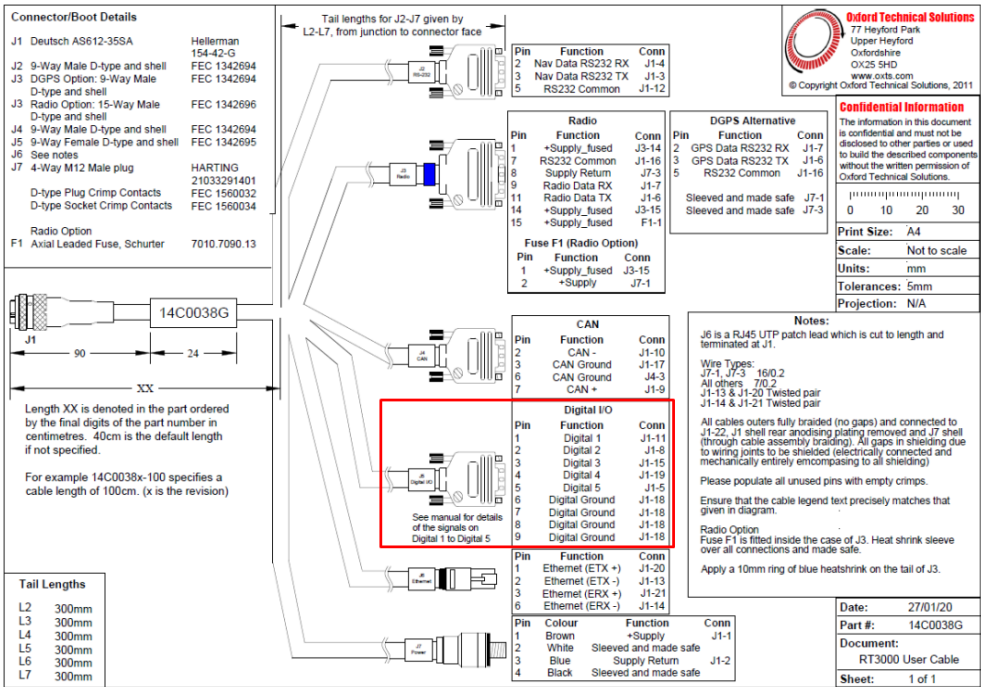 Connector/Boot Details
J1 Deutsch AS612-35SA Hellerman
154-42-G
J2 9-Way Male D-type and shell FEC 1342694
J3 DGPS Option: 9-Way Male FEC 1342694
D-type and shell
J3 Radio Option: 15-Way Male FEC 1342696
D-type and shell
J4 9-Way Male D-type and shell FEC 1342694
J5 9-Way Female D-type and shell FEC 1342695
J6 See notes
J7 4-Way M12 Male plug HARTING
21033291401
D-type Plug Crimp Contacts FEC 1560032
D-type Socket Crimp Contacts FEC 1560034
Radio Option
F1 Axial Leaded Fuse, Schurter 7010.7090.13
Tail lengths for J2-J7 given by
L2-L7, from junction to connector face
J2
RS-232
Pin Function Conn
2 Nav Data RS232 RX J1-4
3 Nav Data RS232 TX J1-3
5 RS232 Common J1-12
Oxford Technical Solutions
77 Heyford Park
Upper Heyford
Oxfordshire
OX25 5HD
www.oxts.com
© Copyright Oxford Technical Solutions, 2011
Confidential Information
The information in this document
is confidential and must not be
disclosed to other parties or used
to build the described components
without the written permission of
Oxford Technical Solutions.
0 10 20 30
Print Size: A4
Scale: Not to scale
Units: mm
Tolerances: 5mm
Projection: N/A
J3
Radio
Radio
Pin Function Conn
1 +Supply_fused J3-14
7 RS232 Common J1-16
8 Supply Return J7-3
9 Radio Data RX J1-7
11 Radio Data TX J1-6
14 +Supply_fused J3-15
15 +Supply_fused F1-1
Fuse F1 (Radio Option)
Pin Function Conn
1 +Supply_fused J3-15
2 +Supply J7-1
DGPS Alternative
Pin Function Conn
2 GPS Data RS232 RX J1-7
3 GPS Data RS232 TX J1-6
5 RS232 Common J1-16
Sleeved and made safe J7-1
Sleeved and made safe J7-3
14C0038G
J1
90
24
XX
Length XX is denoted in the part ordered
by the final digits of the part number in
centimetres. 40cm is the default length
if not specified.
For example 14C0038x-100 specifies a
cable length of 100cm. (x is the revision)
J4
CAN
CAN
Pin Function Conn
2 CAN - J1-10
3 CAN Ground J1-17
6 CAN Ground J4-3
7 CAN + J1-9
Digital I/O
Pin Function Conn
1 Digital 1 J1-11
2 Digital 2 J1-8
3 Digital 3 J1-15
4 Digital 4 J1-19
5 Digital 5 J1-5
6 Digital Ground J1-18
7 Digital Ground J1-18
8 Digital Ground J1-18
9 Digital Ground J1-18
Digital I/O
See manual for details
of the signals on
Digital 1 to Digital 5
J6
Ethernet
Pin Function Conn
1 Ethernet (ETX +) J1-20
2 Ethernet (ETX -) J1-13
3 Ethernet (ERX +) J1-21
6 Ethernet (ERX -) J1-14
J7
Power
Pin Colour Function Conn
1 Brown +Supply J1-1
2 White Sleeved and made safe
3 Blue Supply Return J1-2
4 Black Sleeved and made safe
Notes:
J6 is a RJ45 UTP patch lead which is cut to length and
terminated at J1.
Wire Types:
J7-1, J7-3 16/0.2
All others 7/0.2
J1-13 & J1-20 Twisted pair
J1-14 & J1-21 Twisted pair
All cables outers fully braided (no gaps) and connected to
J1-22, J1 shell rear anodising plating removed and J7 shell
(through cable assembly braiding). All gaps in shielding due
to wiring joints to be shielded (electrically connected and
mechanically entirely emcomposing to all shielding)
Please populate all unused pins with empty crimps.
Ensure that the cable legend text precisely matches that
given in diagram.
Radio Option
Fuse F1 is fitted inside the case of J3. Heat shrink sleeve
over all connections and made safe.
Apply a 10mm ring of blue heatshrink on the tail of J3.
Tail Lengths
L2 300mm
L3 300mm
L4 300mm
L5 300mm
L6 300mm
L7 300mm
Date: 27/01/20
Part #: 14C0038G
Document:
RT3000 User Cable
Sheet: 1 of 1